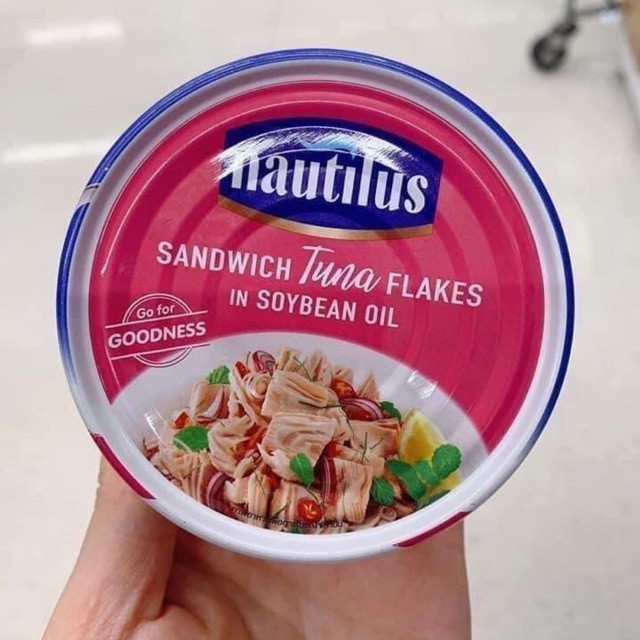 nautilus
SANDWICH Tuna FLAKES
IN SOYBEAN OIL
Go for
GOODNESS